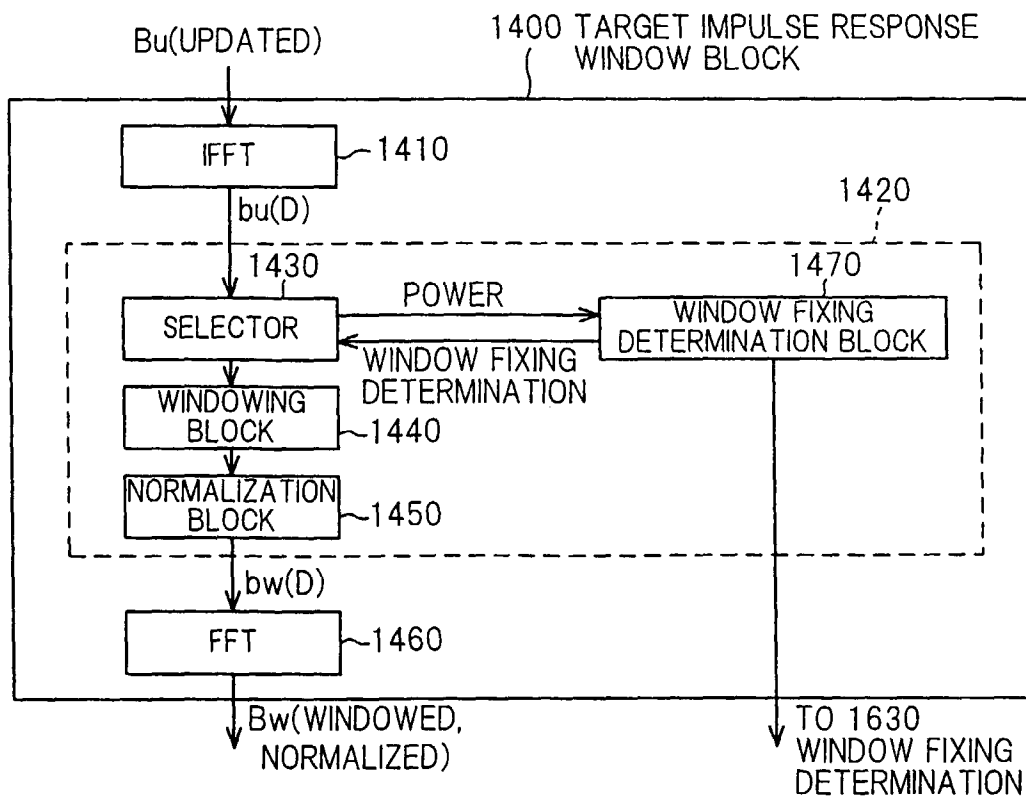 1400 TARGET IMPULSE RESPONSE
WINDOW BLOCK
Bu(UPDATED)
IFFT
1410
bu(D)
1420
1430
1470
SELECTOR
POWER
WINDOW FIXING
DETERMINATION BLOCK
WINDOW FIXING
DETERMINATION
WINDOWING
BLOCK
1440
NORMALIZATION
BLOCK
1450
bw(D)
FFT
1460
Bw(WINDOWED,
NORMALIZED)
TO 1630
WINDOW FIXING
DETERMINATION